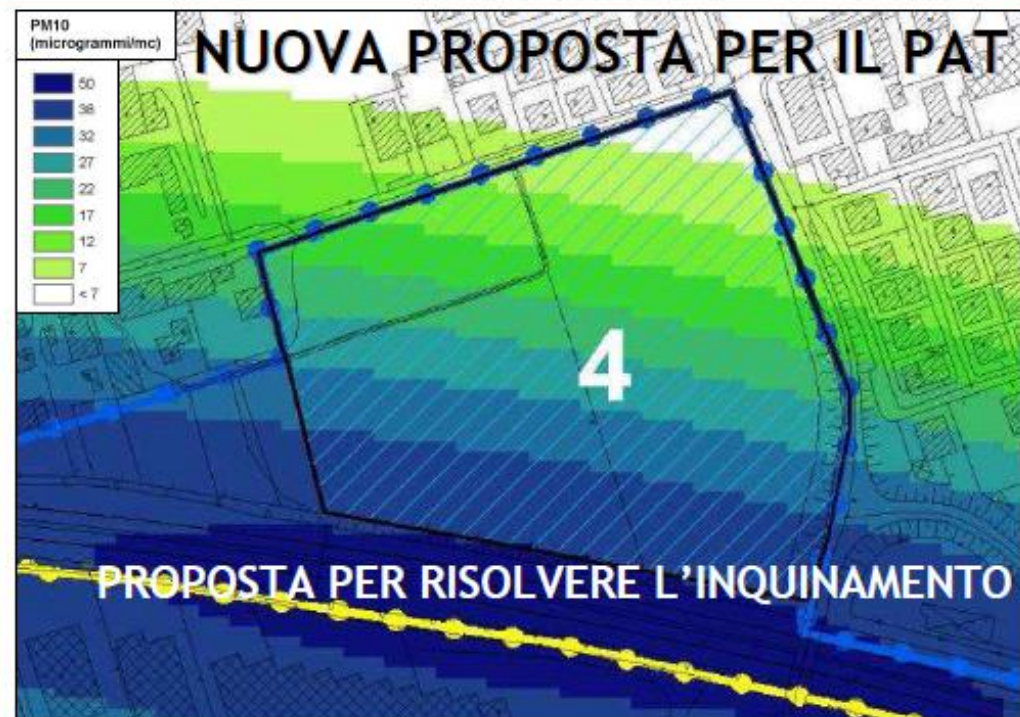 PM10
(microgrammi/mc)
NUOVA PROPOSTA PER IL PAT
50
38
32
27
22
17
12
7
< 7
4
PROPOSTA PER RISOLVERE L'INQUINAMENTO